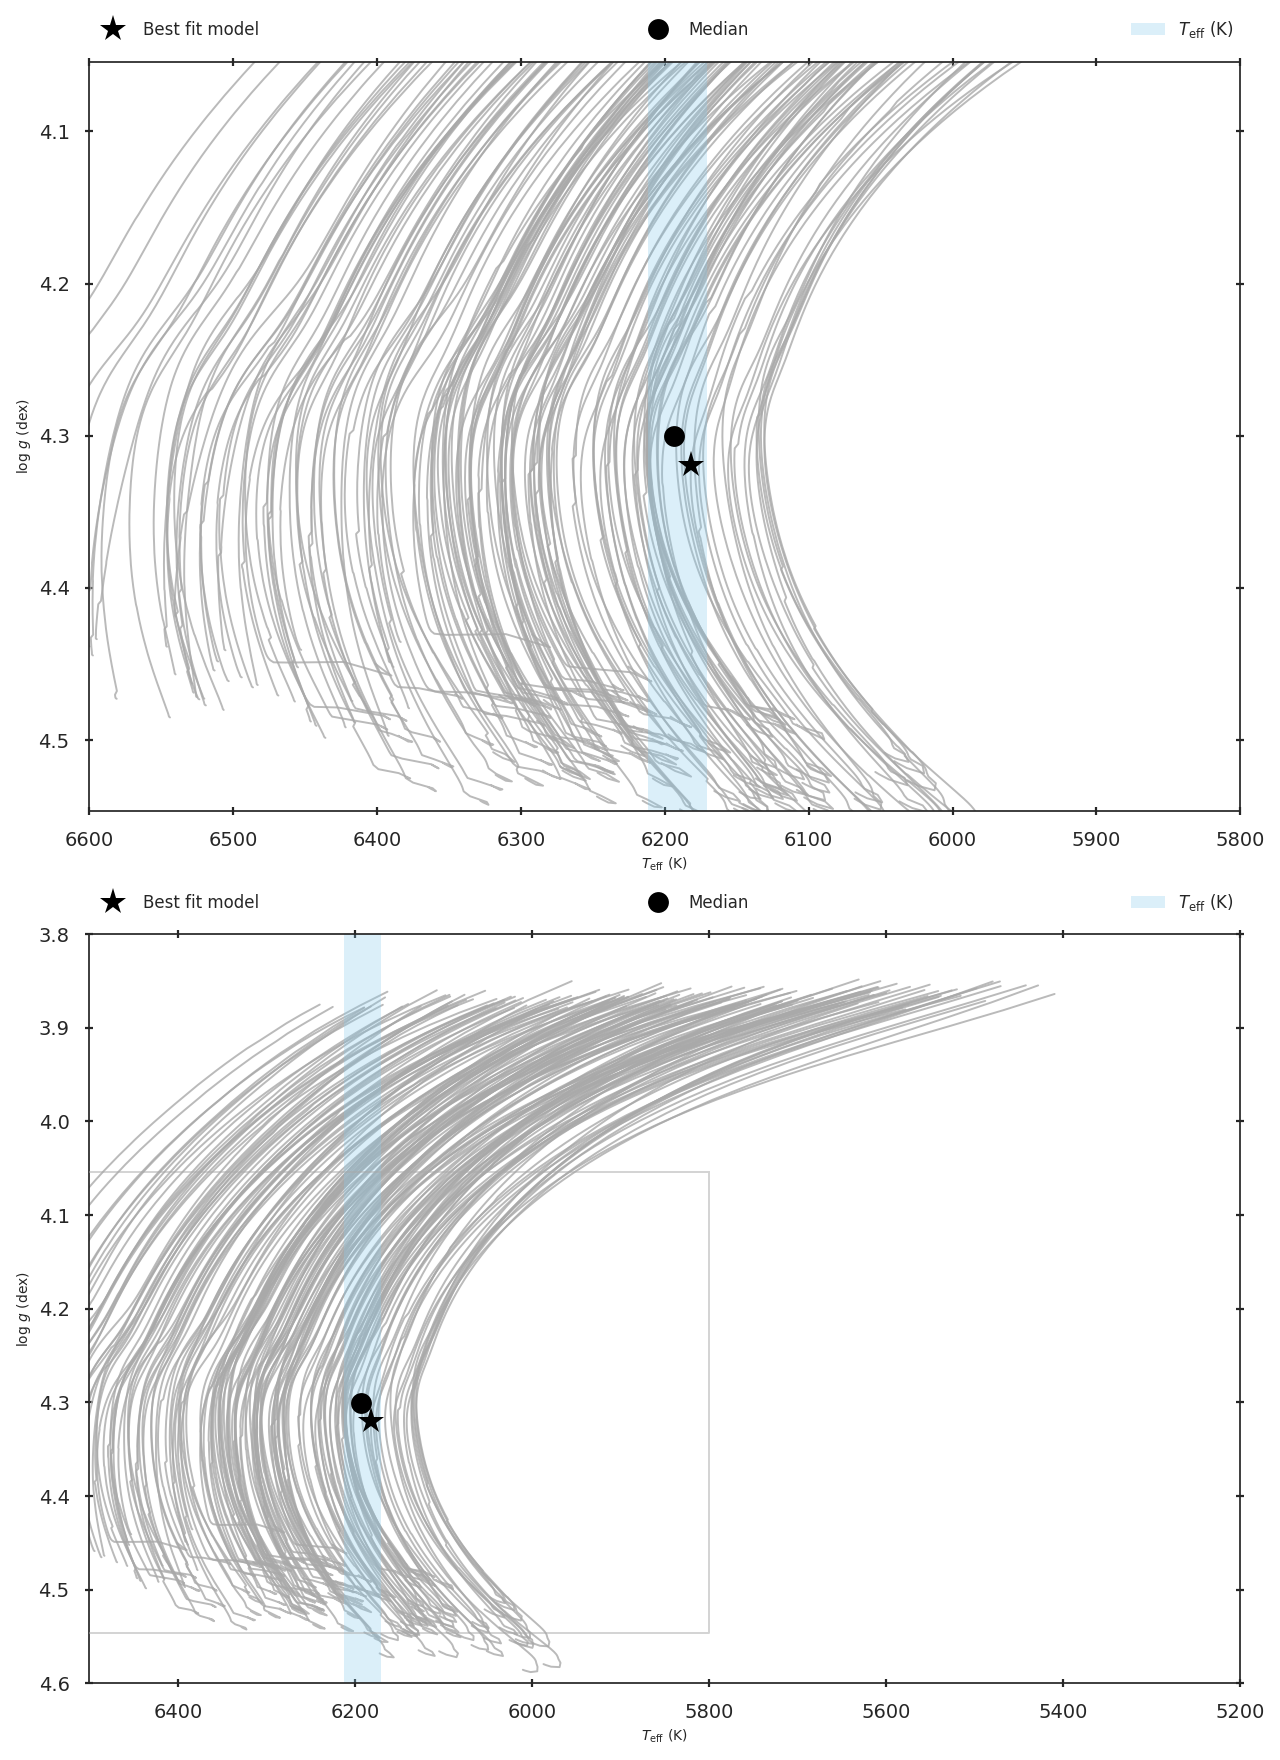 Best fit model Median T_eff (K)
4.1
4.2
4.3
4.4
4.5
log g (dex)
6600 6500 6400 6300 6200 6100 6000 5900 5800
T_eff (K)
Best fit model Median T_eff (K)
3.8
3.9
4.0
4.1
4.2
4.3
4.4
4.5
4.6
log g (dex)
6400 6200 6000 5800 5600 5400 5200
T_eff (K)